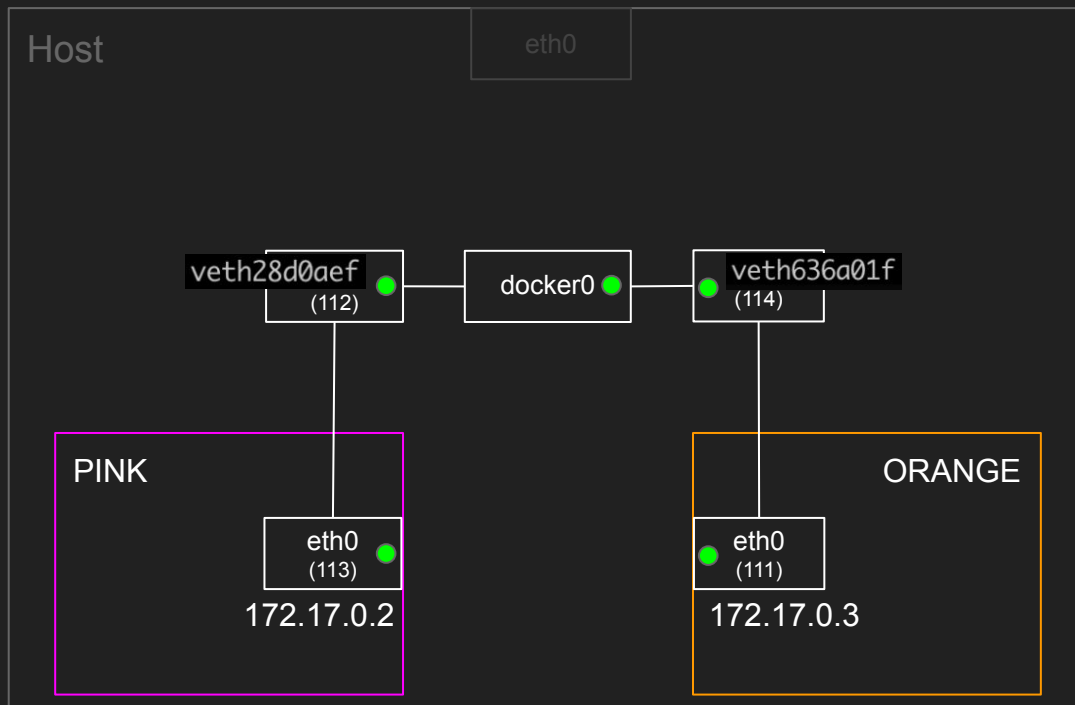 Host
eth0
veth28d0aef
(112)
docker0
veth636a01f
(114)
PINK
ORANGE
eth0
(113)
eth0
(111)
172.17.0.2
172.17.0.3